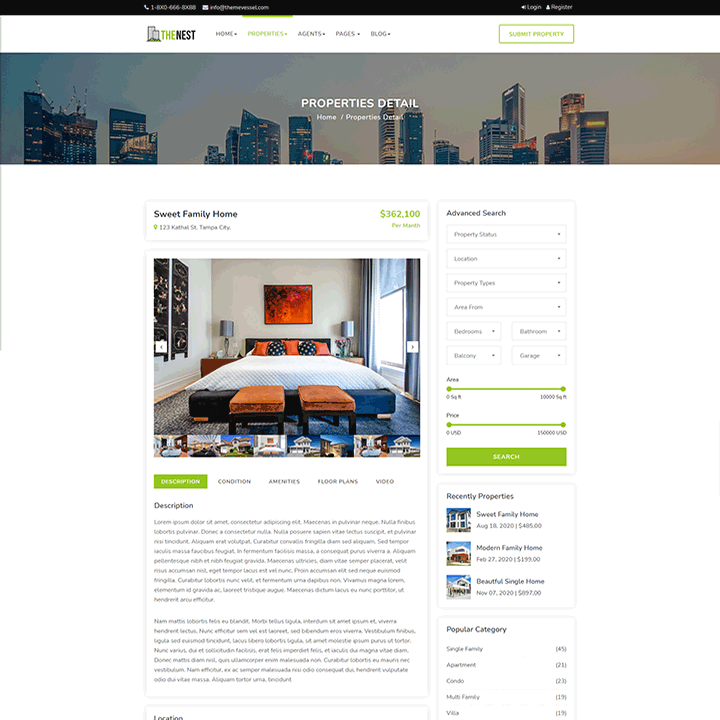 1-8X0-666-8X88 info@themevessel.com Login Register
THENEST HOME PROPERTIES AGENTS PAGES BLOG SUBMIT PROPERTY
PROPERTIES DETAIL
Home / Properties Detail
Sweet Family Home
$362,100
123 Kathal St, Tampa City,
Per Manth
DESCRIPTION CONDITION AMENITIES FLOOR PLANS VIDEO
Description
Lorem ipsum dolor sit amet, consectetur adipiscing elit. Maecenas in pulvinar neque. Nulla finibus
lobortis pulvinar. Donec a consectetur nulla. Nulla posuere sapien vitae lectus suscipit, et pulvinar
nisi tincidunt. Aliquam erat volutpat. Curabitur convallis fringilla diam sed aliquam. Sed tempor
iaculis massa faucibus feugiat. In fermentum facilisis massa, a consequat purus viverra a. Aliquam
pellentesque nibh et nibh feugiat gravida. Maecenas ultricies, diam vitae semper placerat, velit
risus accumsan nisl, eget tempor lacus est vel nunc. Proin accumsan elit sed neque euismod
fringilla. Curabitur lobortis nunc velit, et fermentum urna dapibus non. Vivamus magna lorem,
elementum id gravida ac, laoreet tristique augue. Maecenas dictum lacus eu nunc porttitor, ut
hendrerit arcu efficitur.
Nam mattis lobortis felis eu blandit. Morbi tellus ligula, interdum sit amet ipsum et, viverra
hendrerit lectus. Nunc efficitur sem vel est laoreet, sed bibendum eros viverra. Vestibulum finibus,
ligula sed euismod tincidunt, lacus libero lobortis ligula, sit amet molestie ipsum purus ut tortor.
Nunc varius, dui et sollicitudin facilisis, erat felis imperdiet felis, et iaculis dui magna vitae diam.
Donec mattis diam nisl, quis ullamcorper enim malesuada non. Curabitur lobortis eu mauris nec
vestibulum. Nam efficitur, ex ac semper malesuada nisi odio consequat dui, hendrerit vulputate
odio dui vitae massa. Aliquam tortor urna, tincidunt
Location
Advanced Search
Property Status
Location
Property Types
Area From
Bedrooms Bathroom
Balcony Garage
Area
0 Sq ft 10000 Sq ft
Price
0 USD 150000 USD
SEARCH
Recently Properties
Sweet Family Home
Aug 18, 2020 | $485,00
Modern Family Home
Feb 27, 2020 | $199,00
Beautful Single Home
Nov 07, 2020 | $897,00
Popular Category
Single Family (45)
Apartment (21)
Condo (23)
Multi Family (19)
Villa (19)